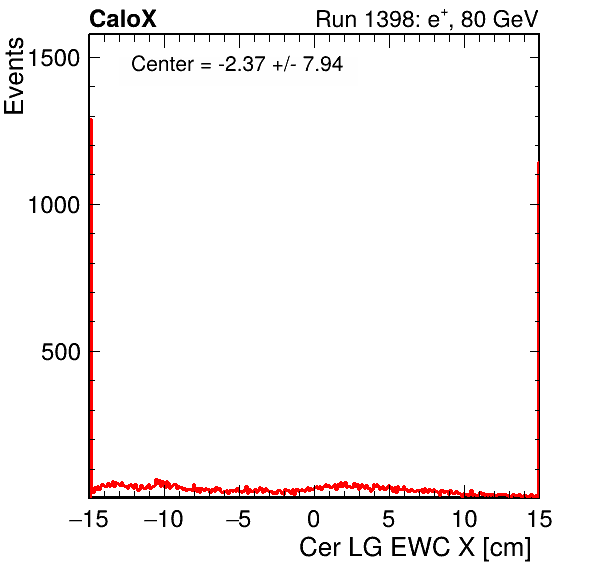 CaloX Run 1398: e⁺, 80 GeV
Events
Center = -2.37 +/- 7.94
1500
1000
500
−15 −10 −5 0 5 10 15
Cer LG EWC X [cm]